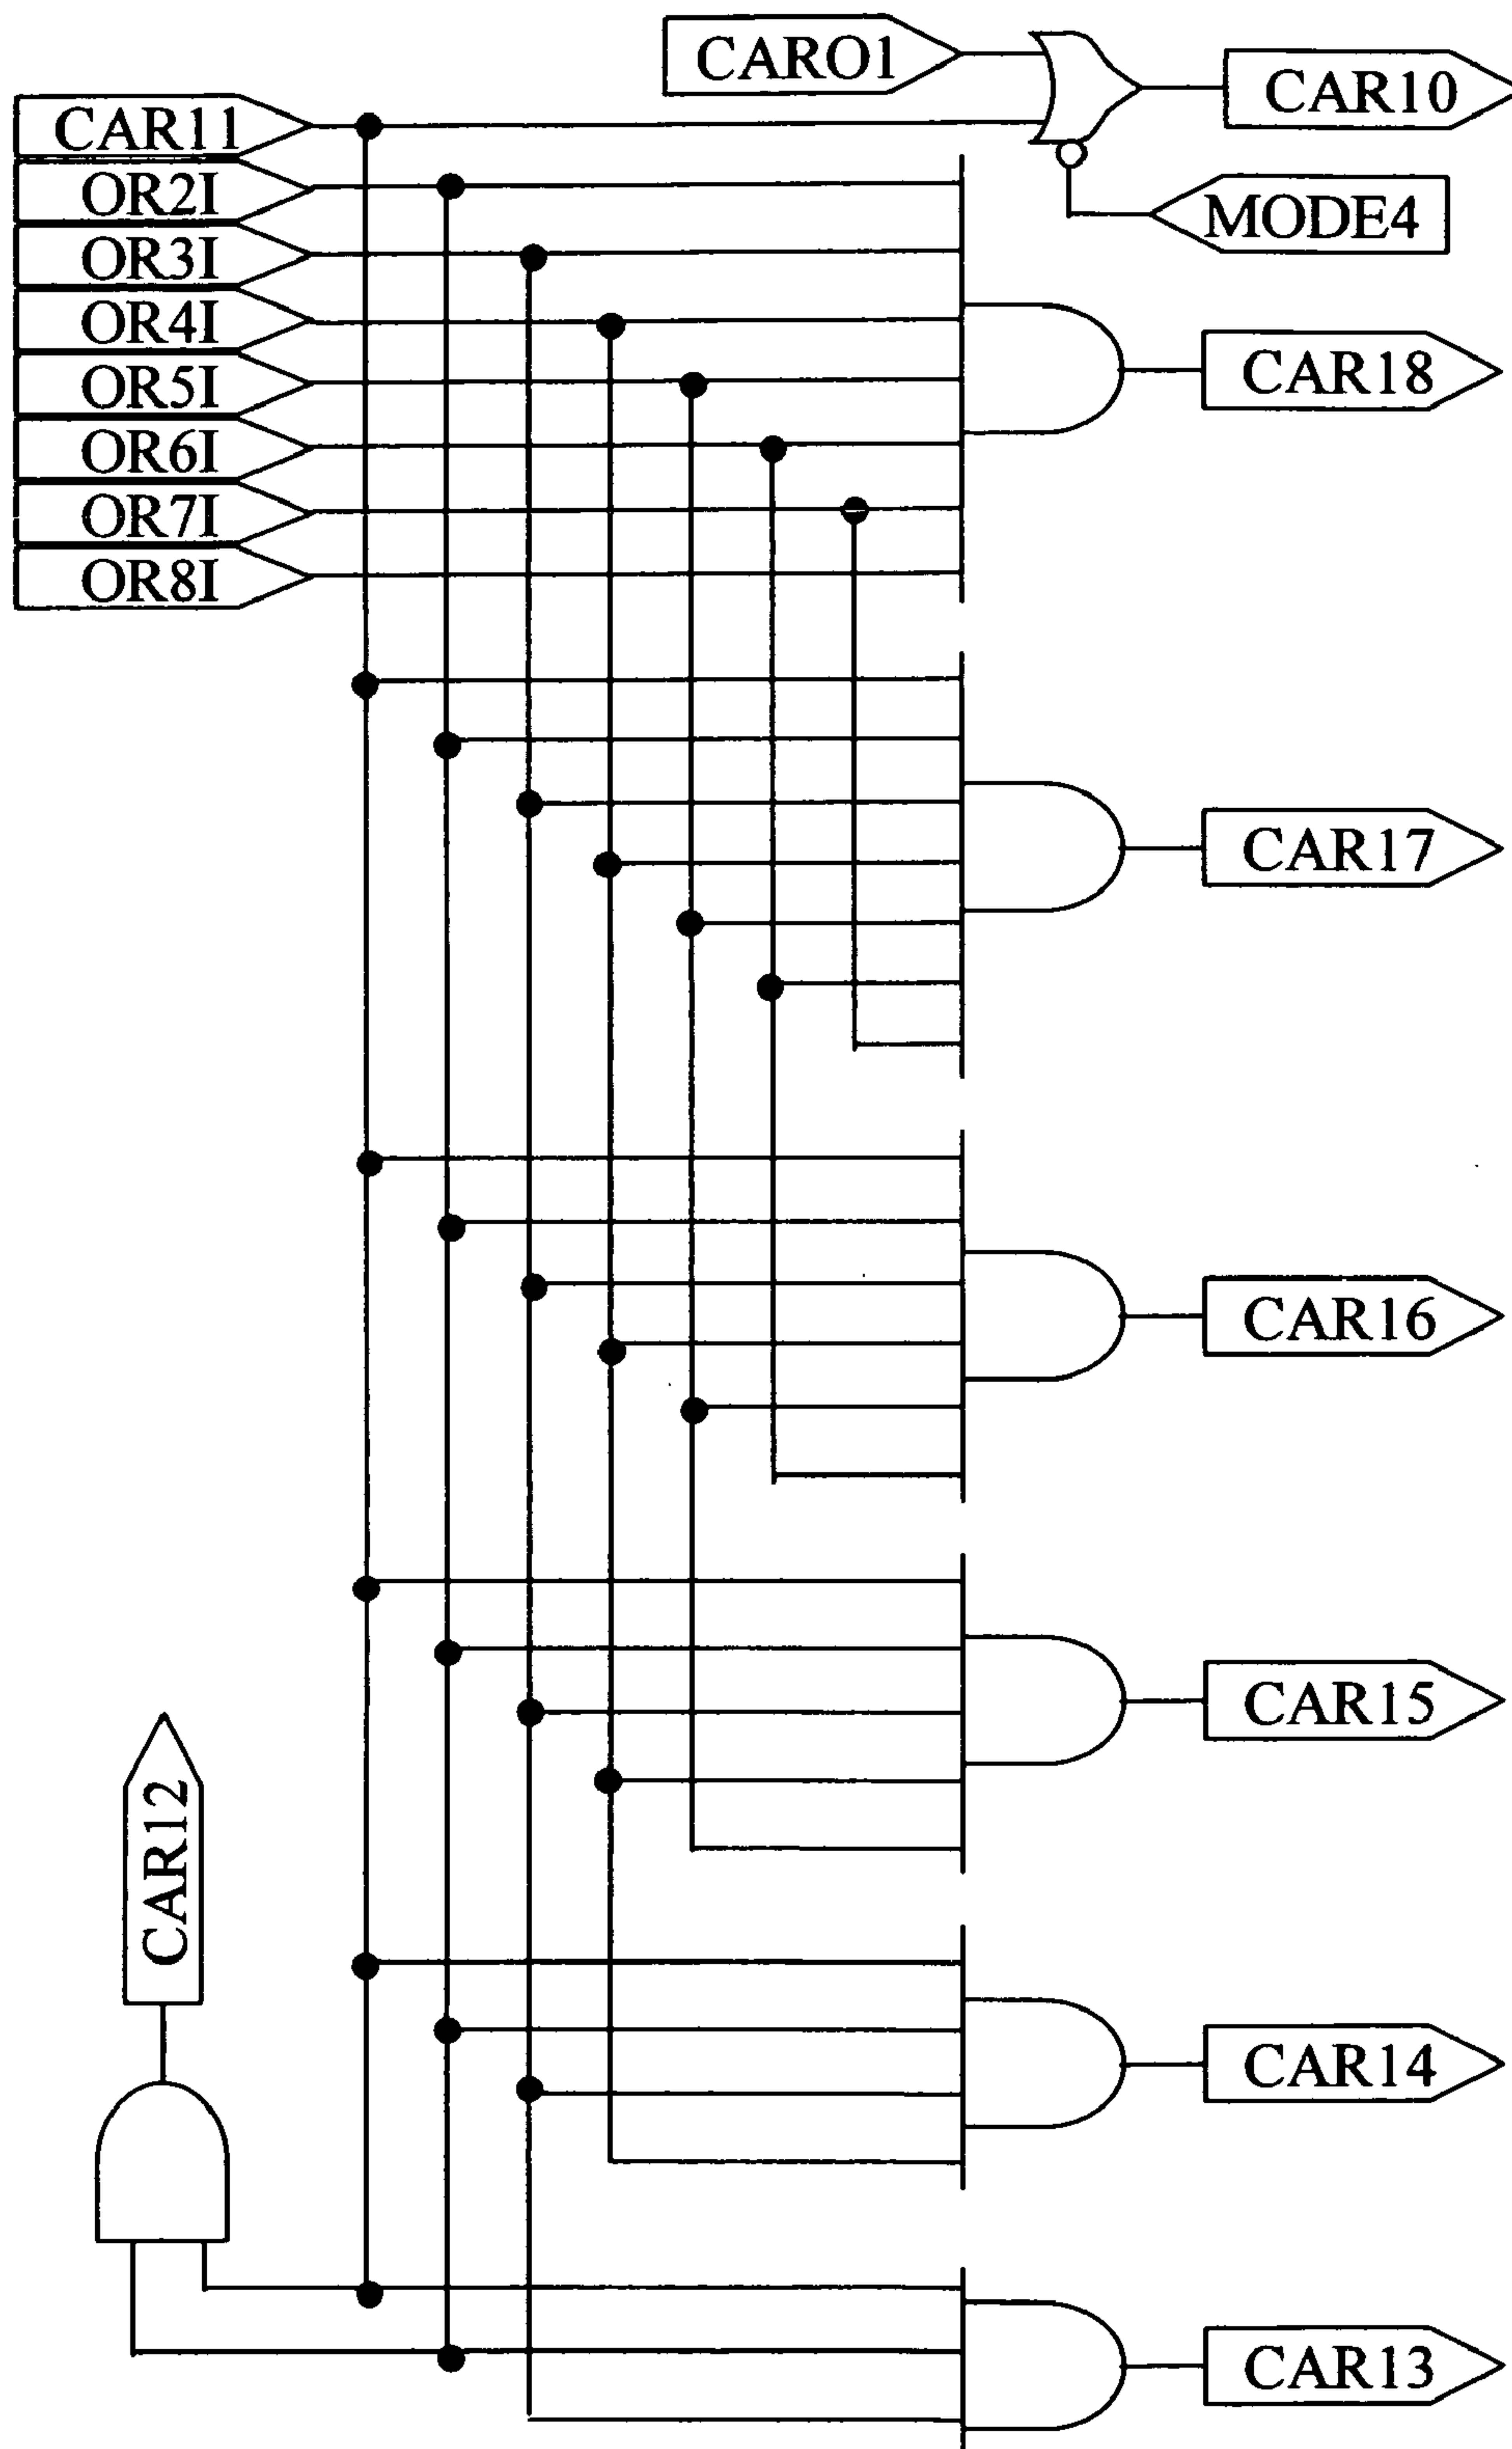 CARO1
CAR10
CAR11
OR2I
MODE4
OR3I
OR4I
CAR18
OR5I
OR6I
OR7I
OR8I
CAR17
CAR16
CAR15
CAR12
CAR14
CAR13